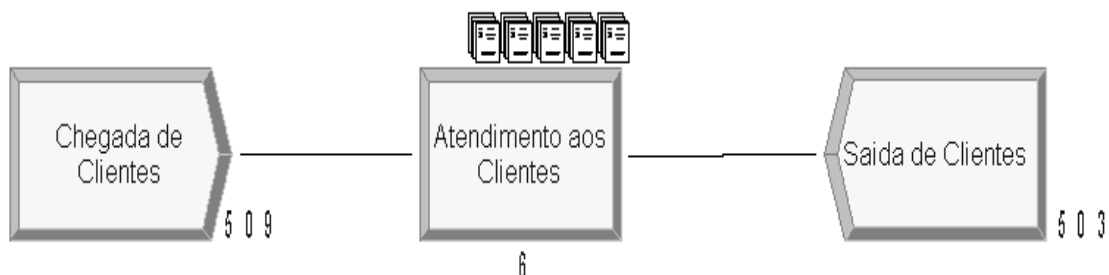 Chegada de
Clientes
5 0 9
Atendimento aos
Clientes
6
Saida de Clientes
5 0 3